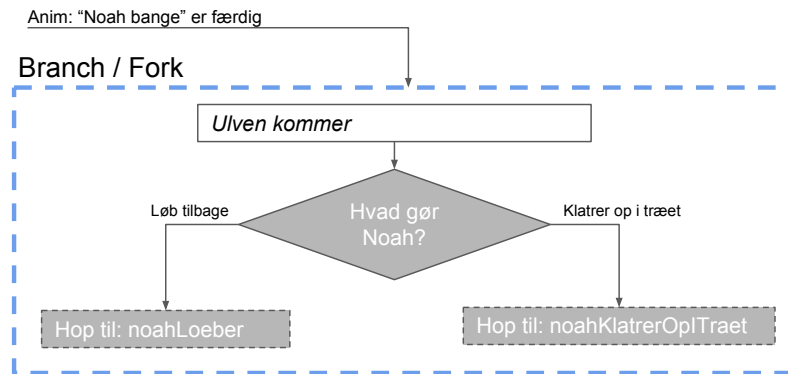 Anim: “Noah bange” er færdig
Branch / Fork
Ulven kommer
Løb tilbage
Hvad gør
Noah?
Klatrer op i træet
Hop til: noahLoeber
Hop til: noahKlatrerOpITraet